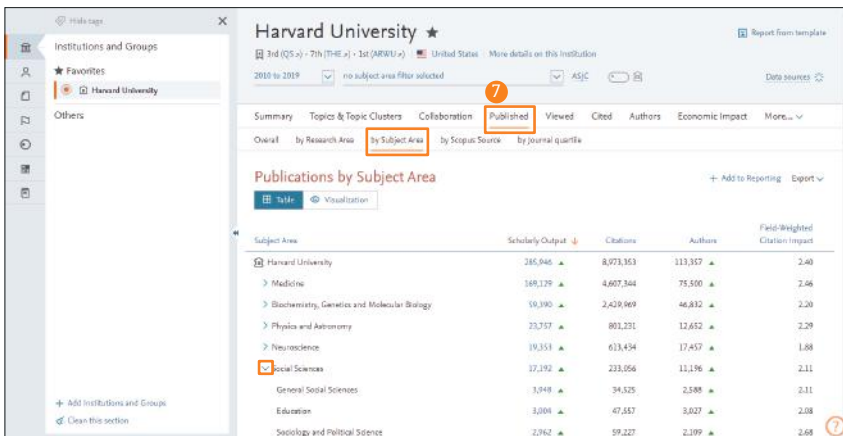 Hide tags
Institutions and Groups
Favorites
Harvard University
Others
+ Add Institutions and Groups
Clean this section
Harvard University ★
Report from template
3rd (QS) • 7th (THE) • 1st (ARWU) United States More details on this Institution
2010 to 2019 no subject area filter selected ASJC
Data sources
7
Summary Topics & Topic Clusters Collaboration Published Viewed Cited Authors Economic Impact More...
Overall by Research Area by Subject Area by Scopus Source by journal quartile
Publications by Subject Area
+ Add to Reporting Export
Table Visualization
Subject Area Scholarly Output Citations Authors Field-Weighted Citation Impact
Harvard University 285,946 8,973,353 113,357 2.40
Medicine 169,129 4,607,344 75,500 2.46
Biochemistry, Genetics and Molecular Biology 59,390 2,429,969 46,832 2.20
Physics and Astronomy 23,757 801,231 12,652 2.29
Neuroscience 19,353 613,434 17,457 1.88
Social Sciences 17,192 233,056 11,196 2.11
General Social Sciences 3,948 34,525 2,588 2.11
Education 3,004 47,557 3,027 2.08
Sociology and Political Science 2,962 59,227 2,109 2.68
?